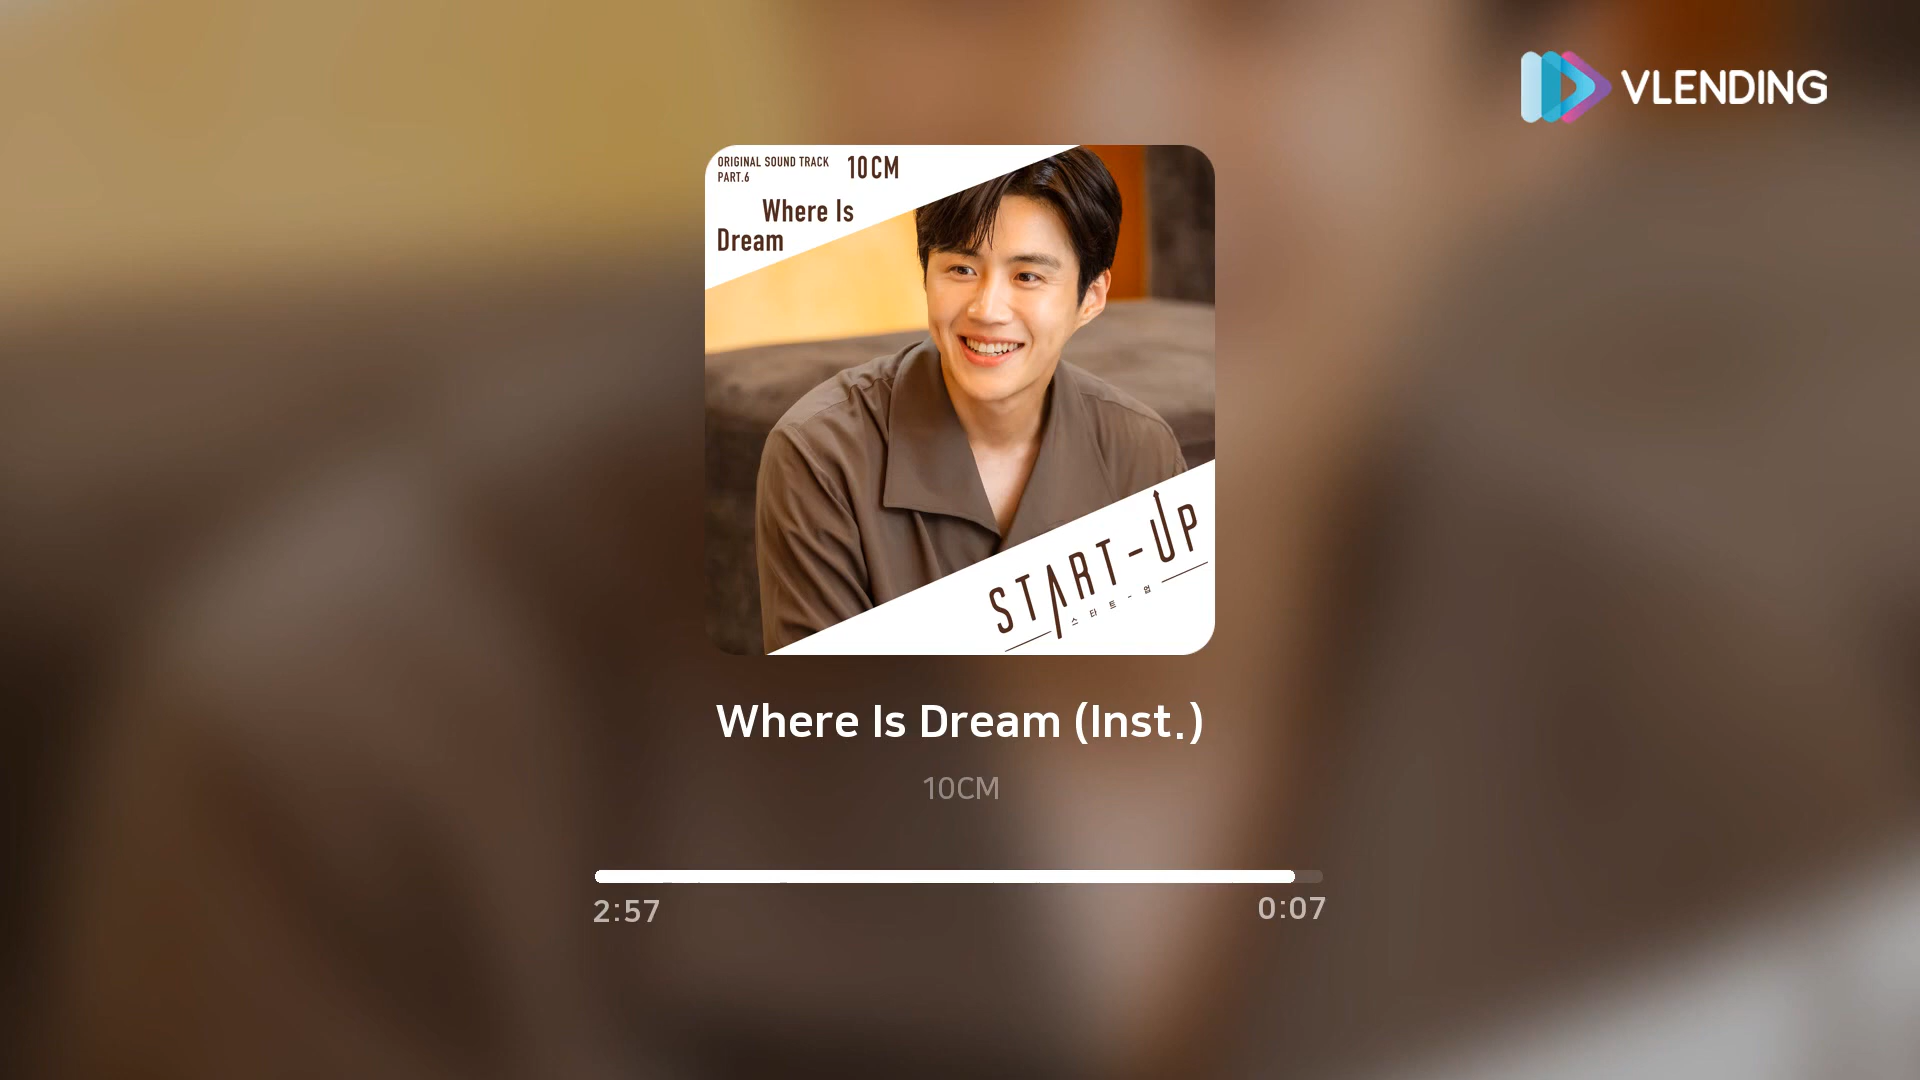 VLENDING
ORIGINAL SOUND TRACK
PART.6
10CM
Where Is
Dream
START-UP
스타트-업
Where Is Dream (Inst.)
10CM
2:57
0:07